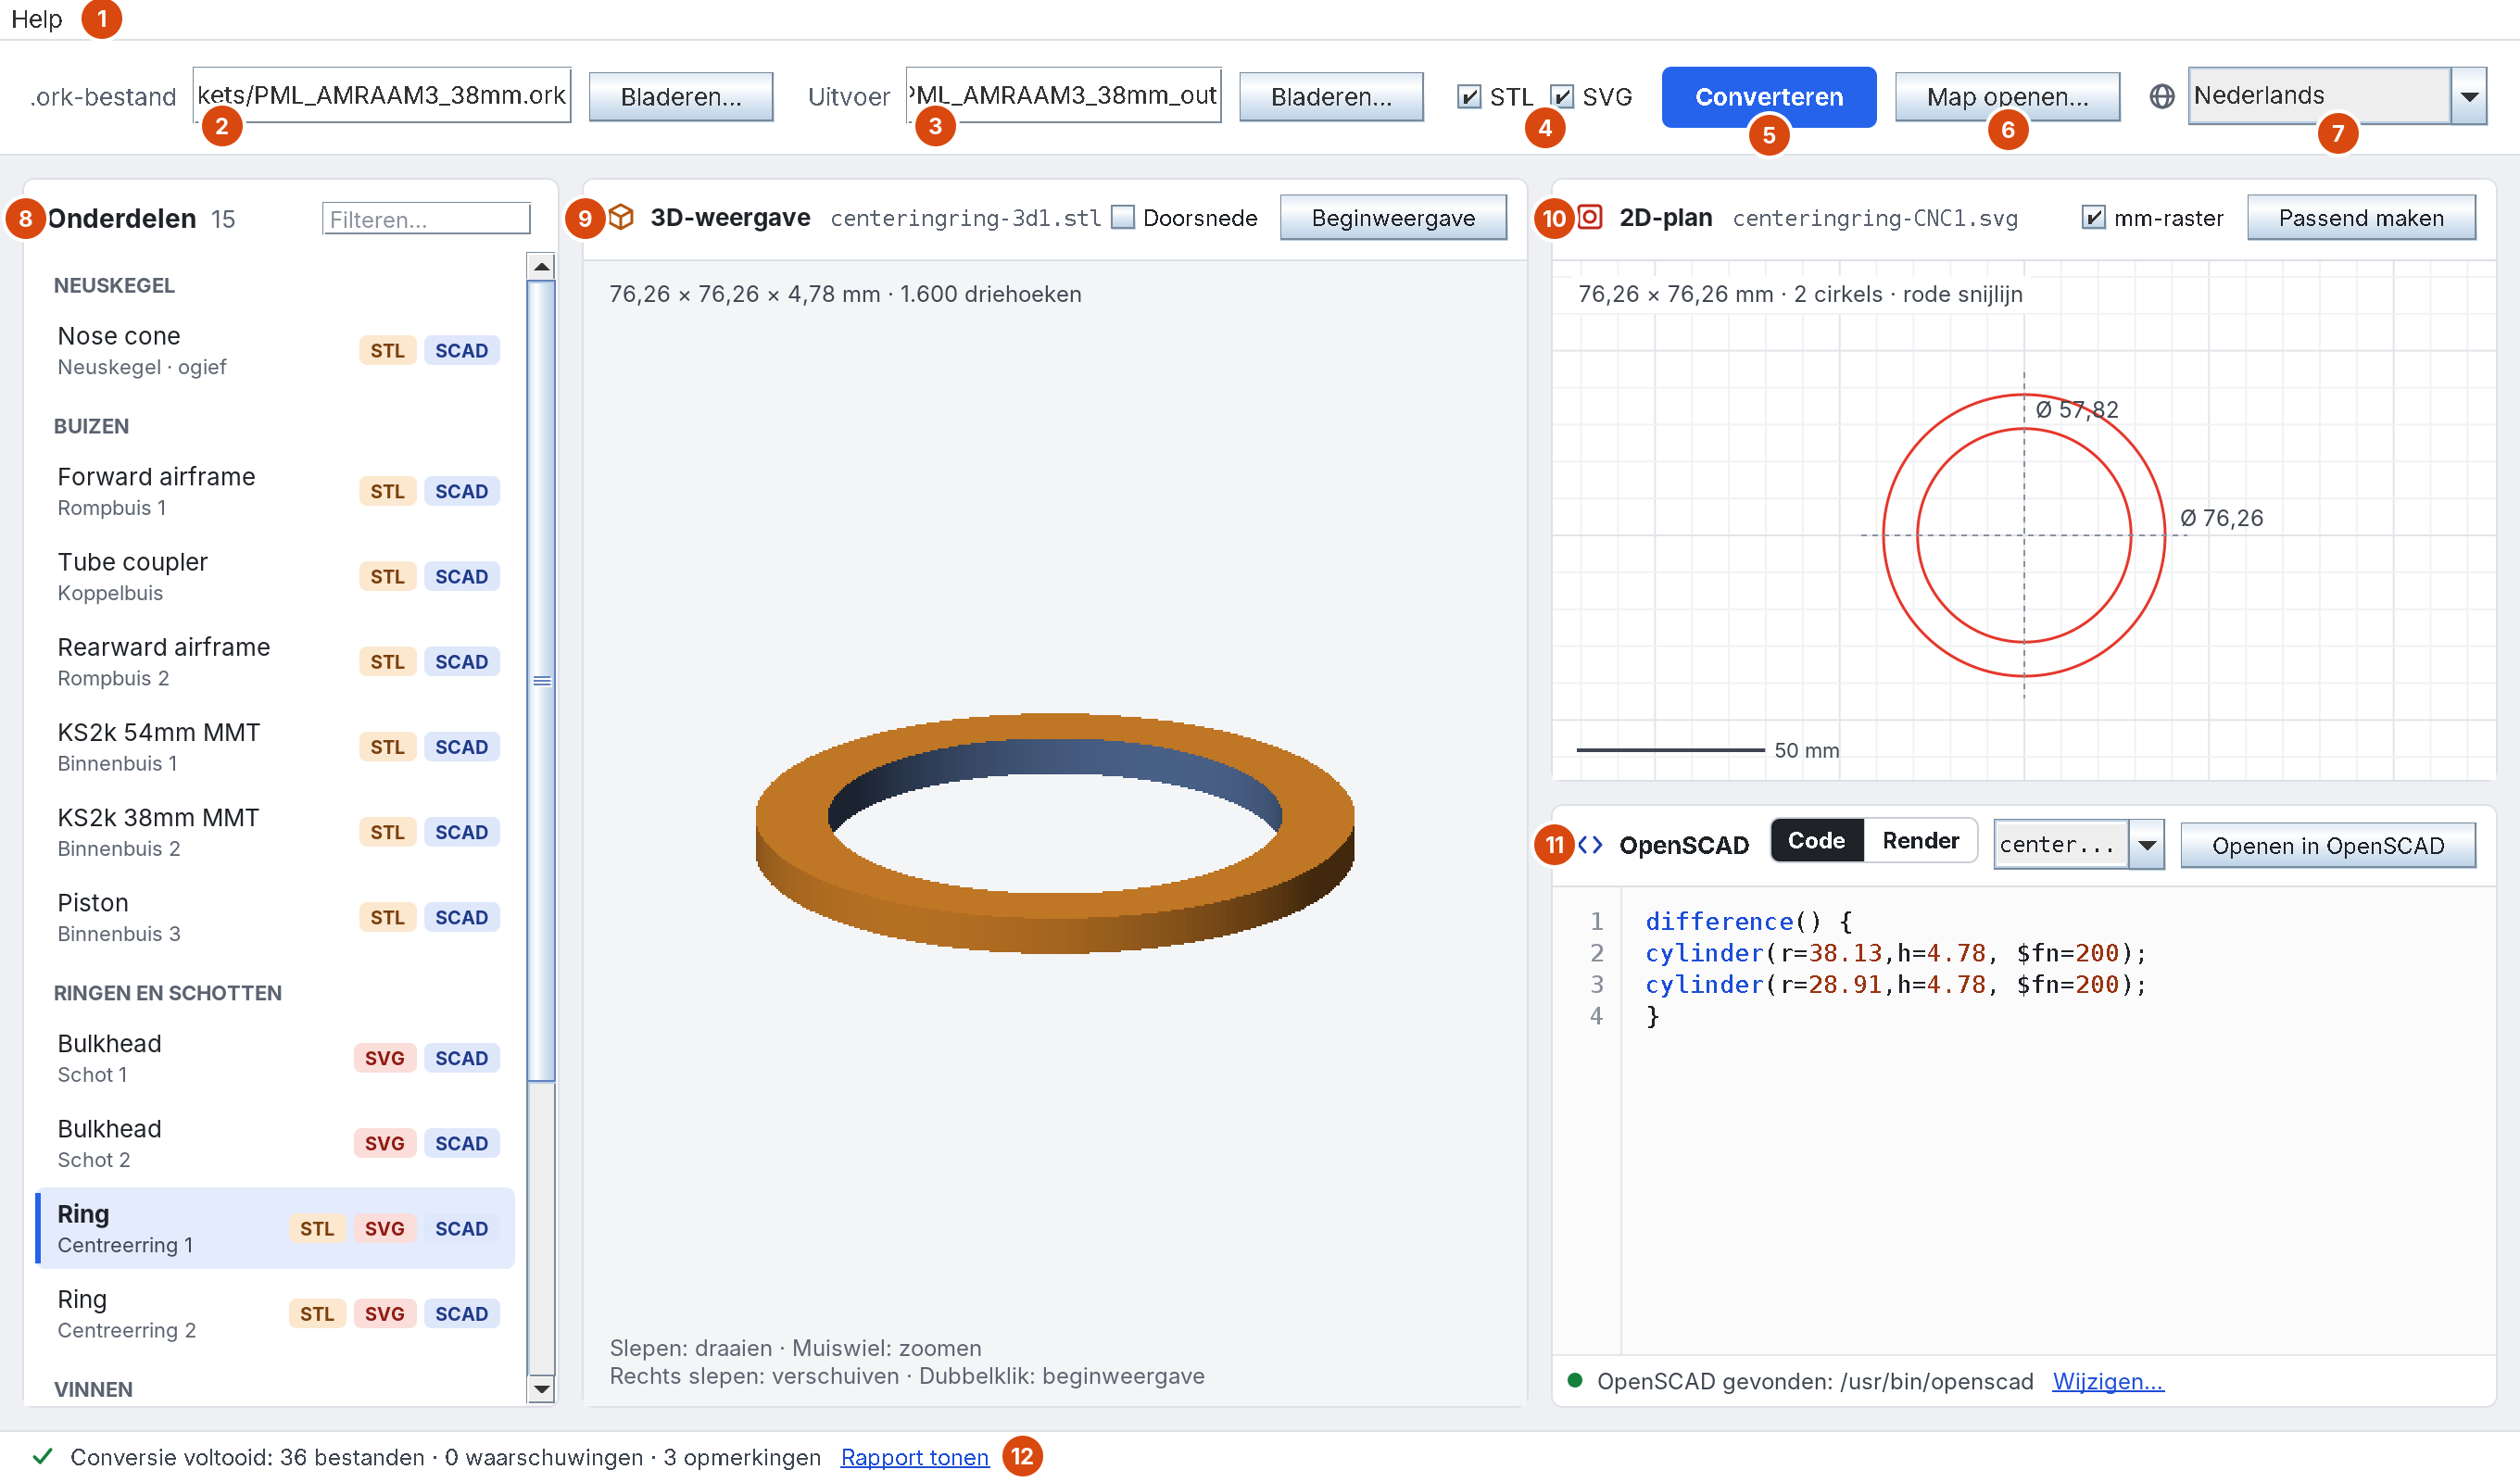 Help 1
.ork-bestand kets/PML_AMRAAM3_38mm.ork Bladeren... Uitvoer PML_AMRAAM3_38mm_out Bladeren... STL SVG Converteren Map openen... Nederlands
2 3 4 5 6 7
8 Onderdelen 15 Filteren...
NEUSKEGEL
Nose cone STL SCAD
Neuskegel · ogief
BUIZEN
Forward airframe STL SCAD
Rompbuis 1
Tube coupler STL SCAD
Koppelbuis
Rearward airframe STL SCAD
Rompbuis 2
KS2k 54mm MMT STL SCAD
Binnenbuis 1
KS2k 38mm MMT STL SCAD
Binnenbuis 2
Piston STL SCAD
Binnenbuis 3
RINGEN EN SCHOTTEN
Bulkhead SVG SCAD
Schot 1
Bulkhead SVG SCAD
Schot 2
Ring STL SVG SCAD
Centreerring 1
Ring STL SVG SCAD
Centreerring 2
VINNEN
9 3D-weergave centeringring-3d1.stl Doorsnede Beginweergave
76,26 × 76,26 × 4,78 mm · 1.600 driehoeken
Slepen: draaien · Muiswiel: zoomen
Rechts slepen: verschuiven · Dubbelklik: beginweergave
10 2D-plan centeringring-CNC1.svg mm-raster Passend maken
76,26 × 76,26 mm · 2 cirkels · rode snijlijn
Ø 57,82
Ø 76,26
50 mm
11 OpenSCAD Code Render center... Openen in OpenSCAD
1 difference() {
2 cylinder(r=38.13,h=4.78, $fn=200);
3 cylinder(r=28.91,h=4.78, $fn=200);
4 }
OpenSCAD gevonden: /usr/bin/openscad Wijzigen...
Conversie voltooid: 36 bestanden · 0 waarschuwingen · 3 opmerkingen Rapport tonen 12